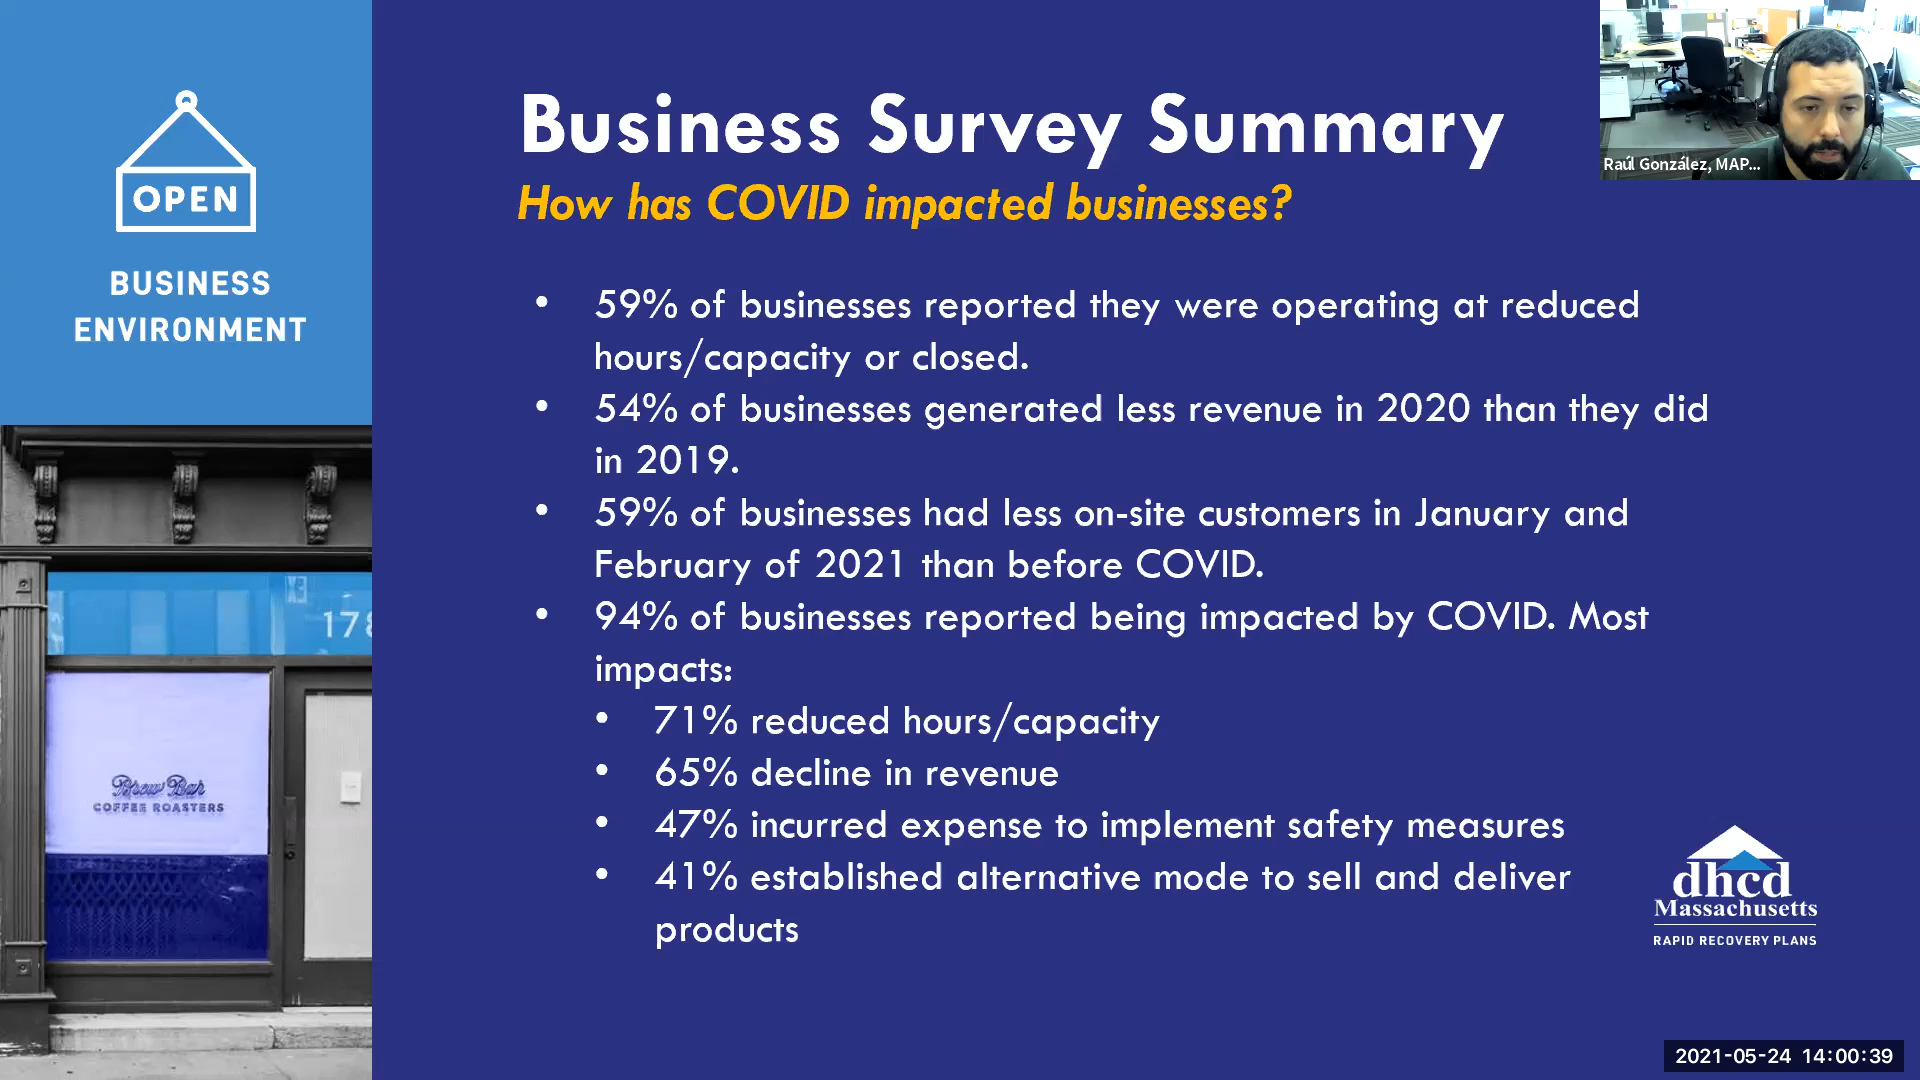 OPEN
BUSINESS
ENVIRONMENT
178
Brew Bar
COFFEE ROASTERS
Business Survey Summary
How has COVID impacted businesses?
• 59% of businesses reported they were operating at reduced
hours/capacity or closed.
• 54% of businesses generated less revenue in 2020 than they did
in 2019.
• 59% of businesses had less on-site customers in January and
February of 2021 than before COVID.
• 94% of businesses reported being impacted by COVID. Most
impacts:
• 71% reduced hours/capacity
• 65% decline in revenue
• 47% incurred expense to implement safety measures
• 41% established alternative mode to sell and deliver
products
Raúl González, MAP...
dhcd
Massachusetts
RAPID RECOVERY PLANS
2021-05-24 14:00:39